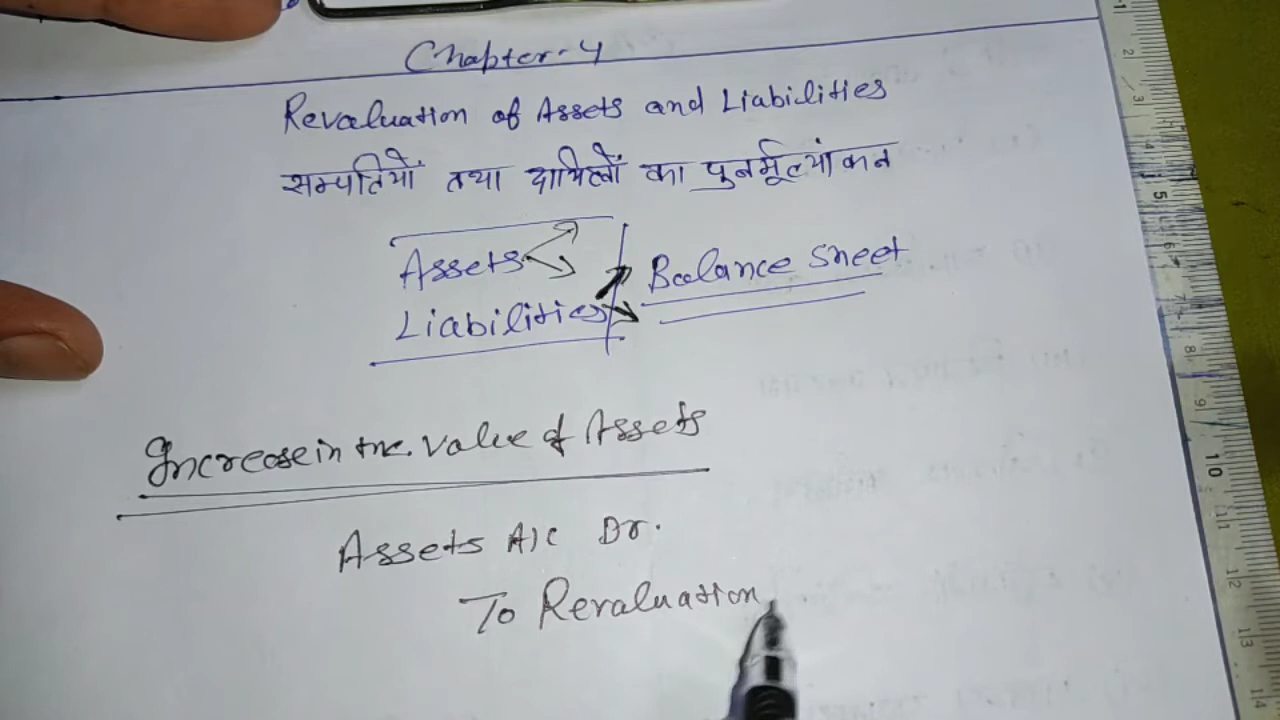 Chapter-4
Revaluation of Assets and Liabilities
सम्पतियों तथा दायित्वों का पुनर्मूल्यांकन
Assets
Liabilities
Balance Sheet
Increase in the value of Assets
Assets A/C Dr.
To Revaluation